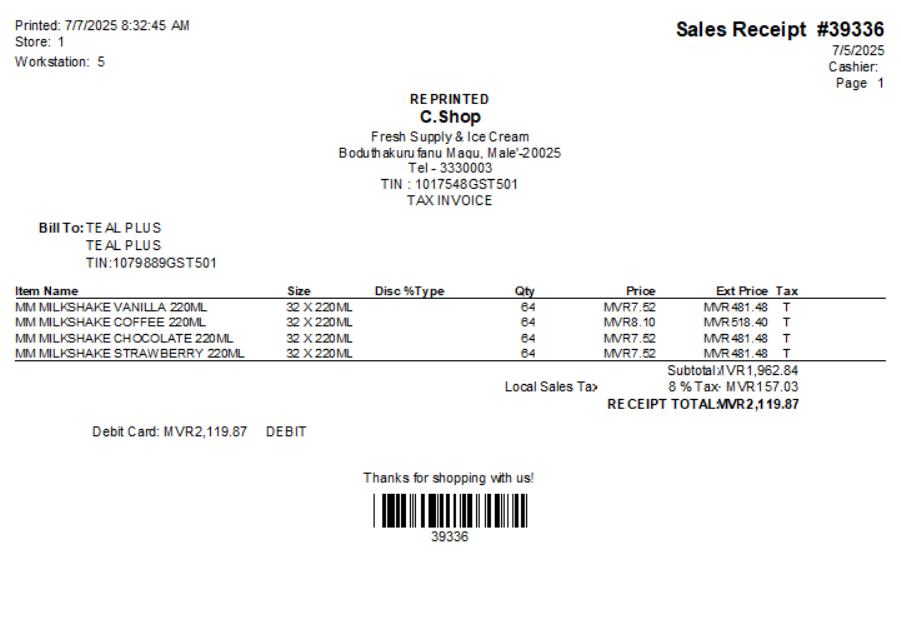 Printed: 7/7/2025 8:32:45 AM
Store: 1
Workstation: 5
Sales Receipt #39336
7/5/2025
Cashier:
Page 1
REPRINTED
C.Shop
Fresh Supply & Ice Cream
Boduthakurufanu Magu, Male'-20025
Tel - 3330003
TIN : 1017548GST501
TAX INVOICE
Bill To: TEAL PLUS
TEAL PLUS
TIN:1079889GST501
Item Name Size Disc % Type Qty Price Ext Price Tax
MM MILKSHAKE VANILLA 220ML 32 X 220ML 64 MVR7.52 MVR481.48 T
MM MILKSHAKE COFFEE 220ML 32 X 220ML 64 MVR8.10 MVR518.40 T
MM MILKSHAKE CHOCOLATE 220ML 32 X 220ML 64 MVR7.52 MVR481.48 T
MM MILKSHAKE STRAWBERRY 220ML 32 X 220ML 64 MVR7.52 MVR481.48 T
Subtotal: MVR1,962.84
Local Sales Tax 8 % Tax- MVR157.03
RECEIPT TOTAL: MVR2,119.87
Debit Card: MVR2,119.87 DEBIT
Thanks for shopping with us!
39336